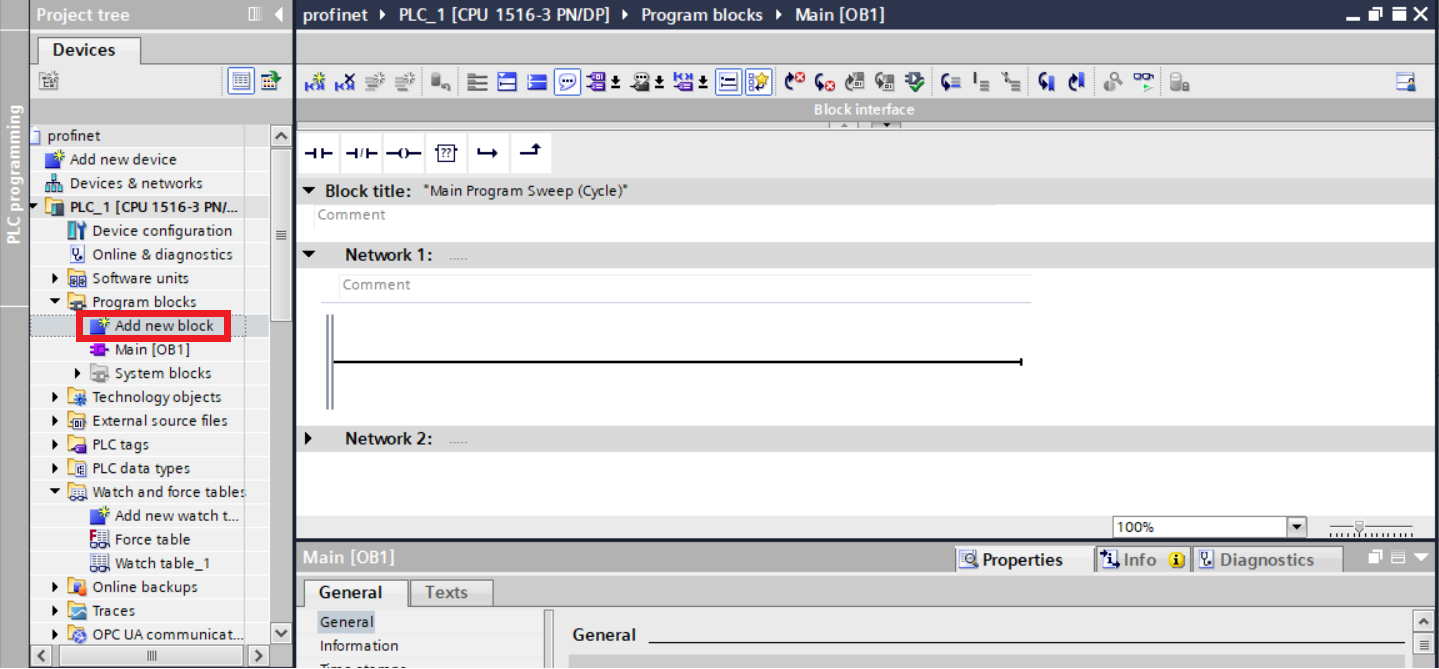 Project tree
profinet PLC_1 [CPU 1516-3 PN/DP] Program blocks Main [OB1]
Devices
Block interface
PLC programming
profinet
Add new device
Devices & networks
PLC_1 [CPU 1516-3 PN/...
Device configuration
Online & diagnostics
Software units
Program blocks
Add new block
Main [OB1]
System blocks
Technology objects
External source files
PLC tags
PLC data types
Watch and force tables
Add new watch t...
Force table
Watch table_1
Online backups
Traces
OPC UA communicat...
??
Block title: "Main Program Sweep (Cycle)"
Comment
Network 1: .....
Comment
Network 2: .....
100%
Main [OB1]
Properties
Info
Diagnostics
General
Texts
General
Information
Time stamps
General